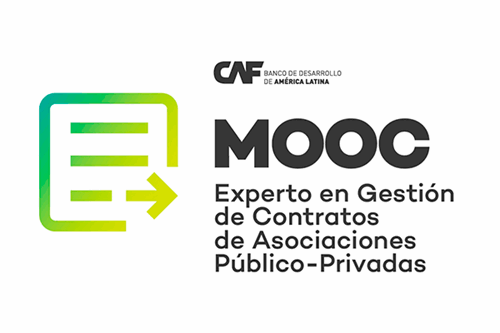 CAF BANCO DE DESARROLLO
DE AMÉRICA LATINA
MOOC
Experto en Gestión
de Contratos
de Asociaciones
Público-Privadas